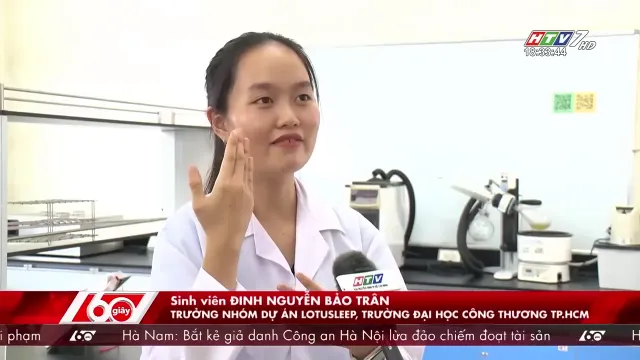 HTV7 HD
18:33:44
HTV
60 giây
Sinh viên ĐINH NGUYỄN BẢO TRÂN
TRƯỞNG NHÓM DỰ ÁN LOTUSLEEP, TRƯỜNG ĐẠI HỌC CÔNG THƯƠNG TP.HCM
i phạm
Hà Nam: Bắt kẻ giả danh Công an Hà Nội lừa đảo chiếm đoạt tài sản